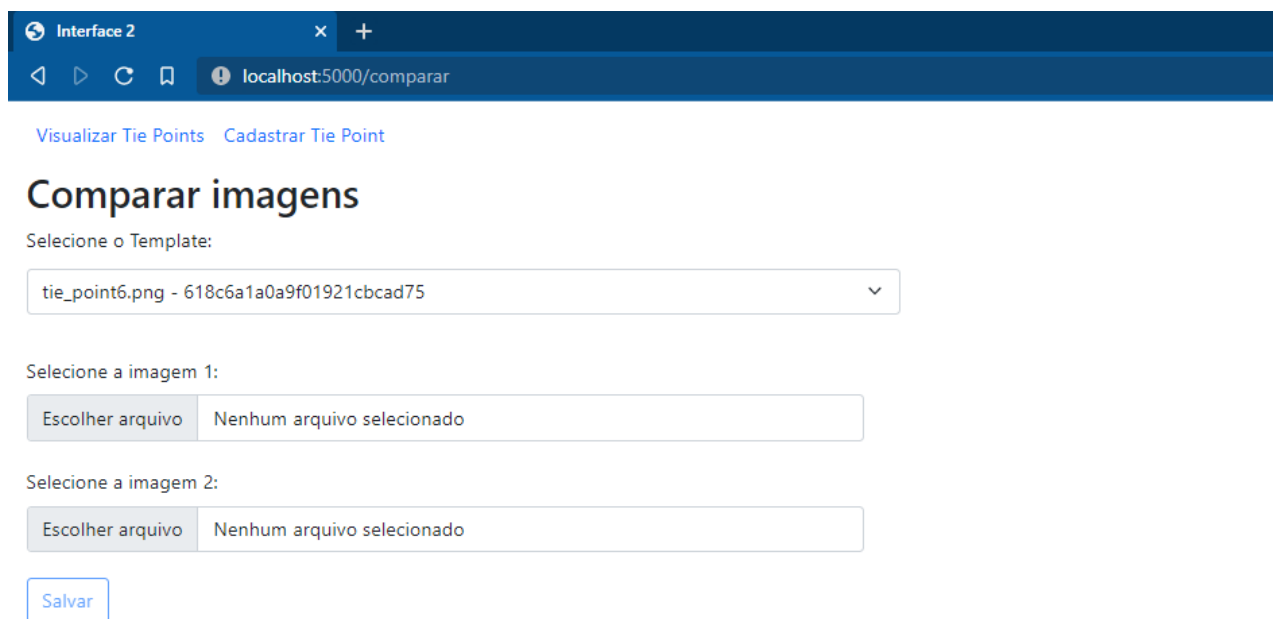 Interface 2
localhost:5000/comparar
Visualizar Tie Points Cadastrar Tie Point
Comparar imagens
Selecione o Template:
tie_point6.png - 618c6a1a0a9f01921cbcad75
Selecione a imagem 1:
Escolher arquivo Nenhum arquivo selecionado
Selecione a imagem 2:
Escolher arquivo Nenhum arquivo selecionado
Salvar